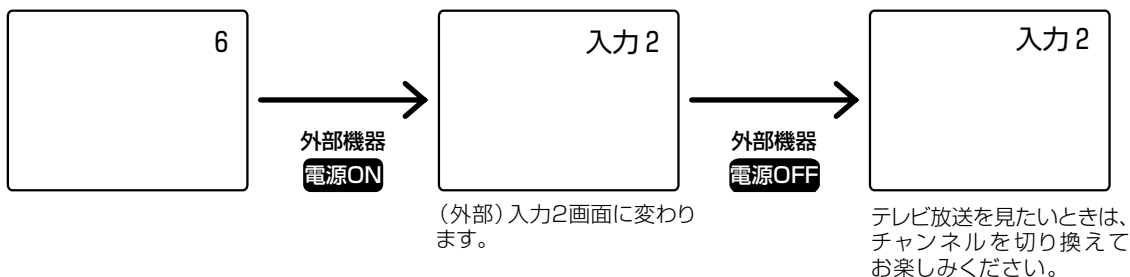 6
入力2
入力2
外部機器
電源ON
外部機器
電源OFF
（外部）入力2画面に変わり
ます。
テレビ放送を見たいときは、
チャンネルを切り換えて
お楽しみください。